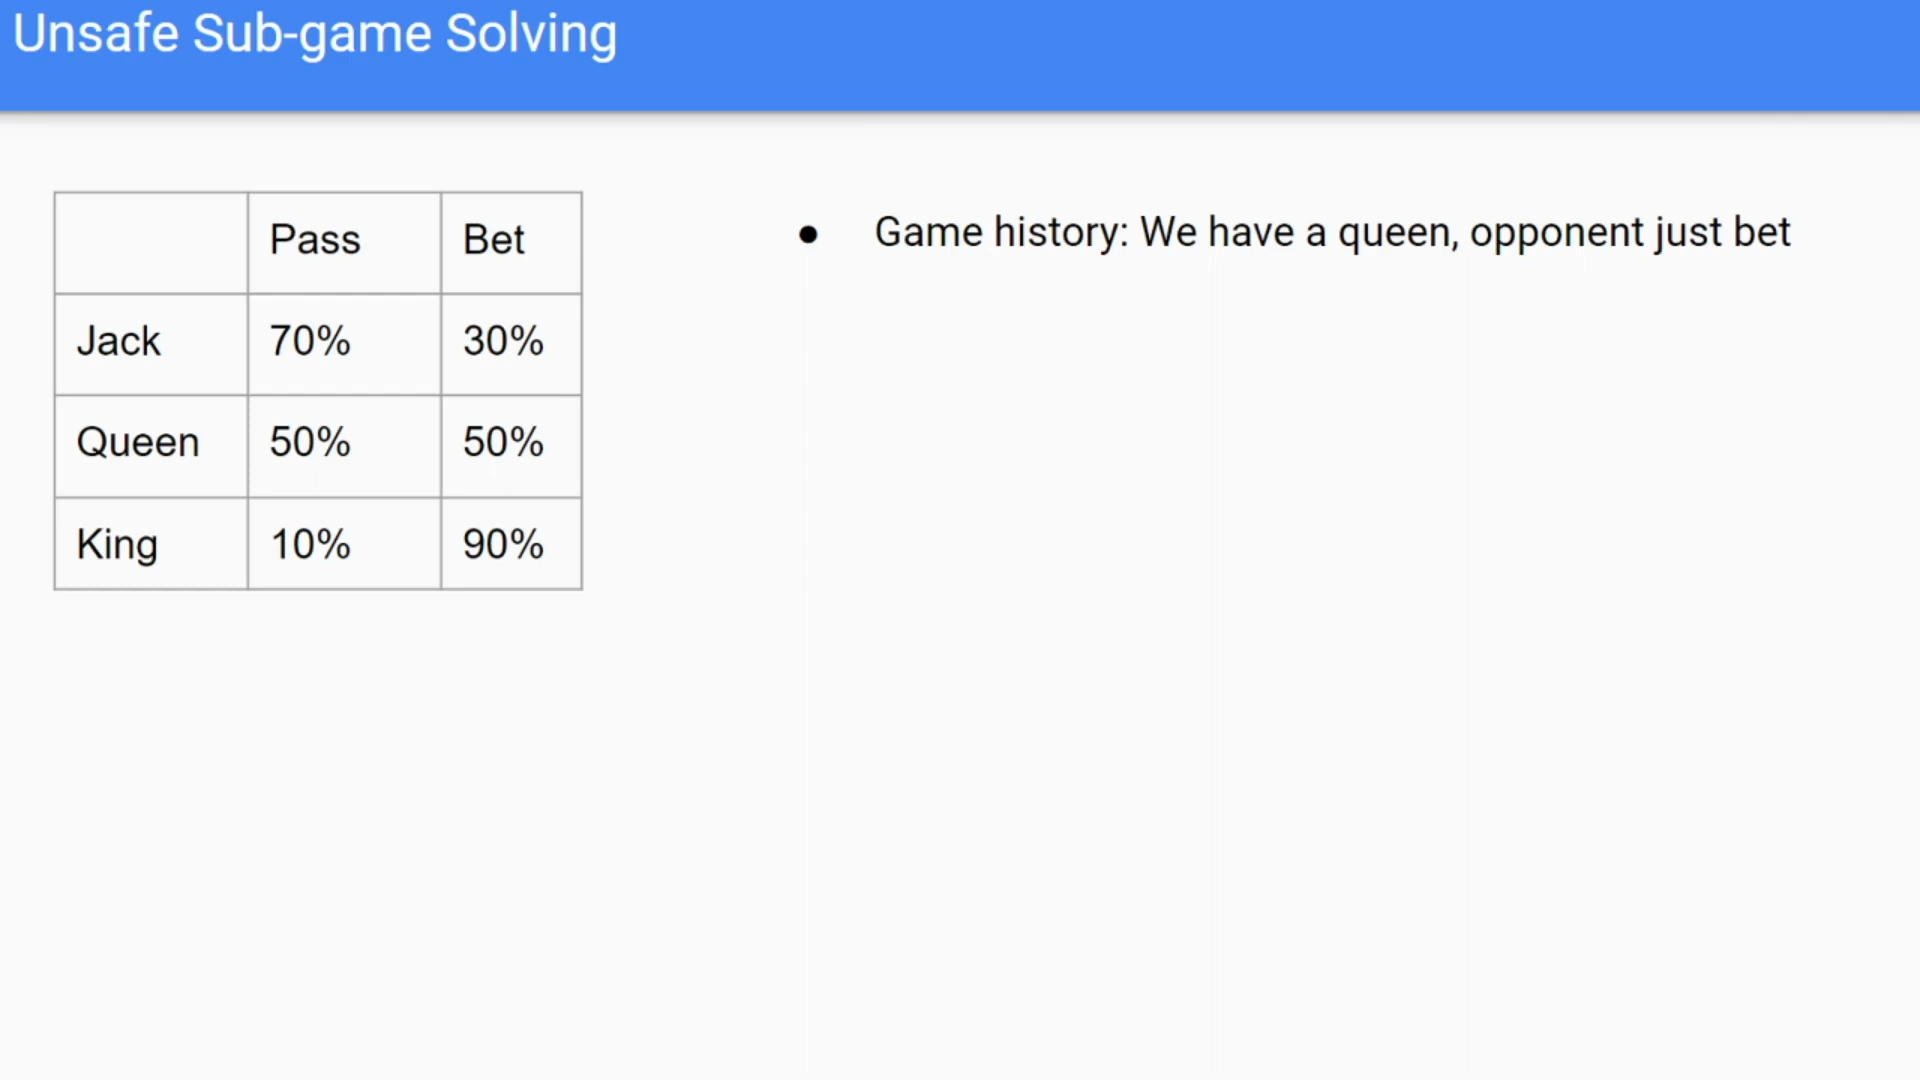 Unsafe Sub-game Solving
Pass Bet
Jack 70% 30%
Queen 50% 50%
King 10% 90%
● Game history: We have a queen, opponent just bet